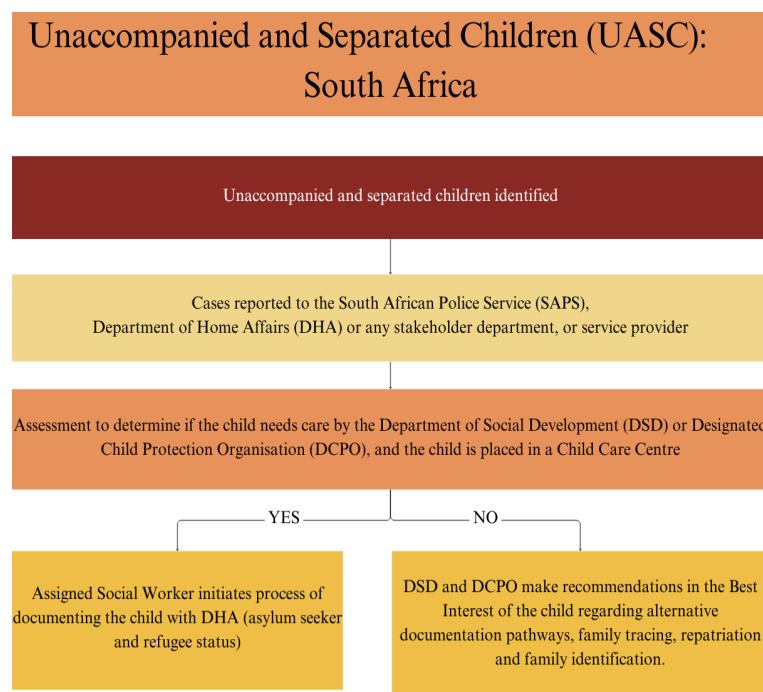 Unaccompanied and Separated Children (UASC):
South Africa
Unaccompanied and separated children identified
Cases reported to the South African Police Service (SAPS),
Department of Home Affairs (DHA) or any stakeholder department, or service provider
Assessment to determine if the child needs care by the Department of Social Development (DSD) or Designated
Child Protection Organisation (DCPO), and the child is placed in a Child Care Centre
YES
NO
Assigned Social Worker initiates process of
documenting the child with DHA (asylum seeker
and refugee status)
DSD and DCPO make recommendations in the Best
Interest of the child regarding alternative
documentation pathways, family tracing, repatriation
and family identification.